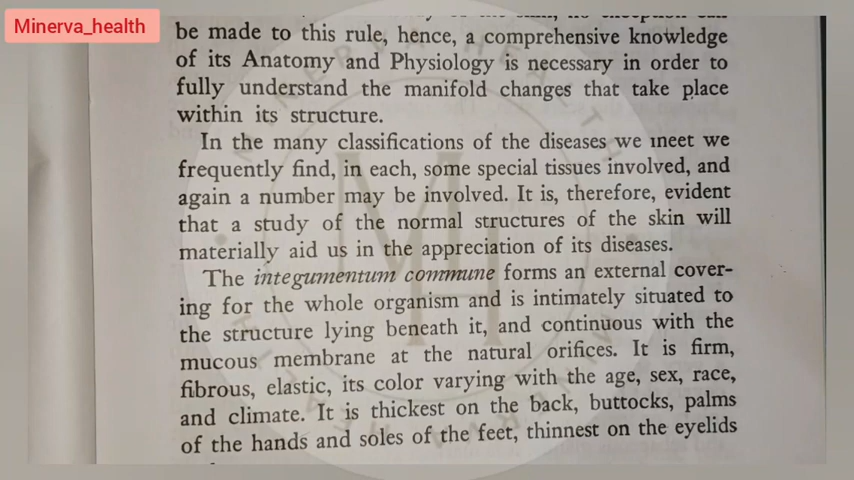 Minerva_health
be made to this rule, hence, a comprehensive knowledge
of its Anatomy and Physiology is necessary in order to
fully understand the manifold changes that take place
within its structure.
In the many classifications of the diseases we meet we
frequently find, in each, some special tissues involved, and
again a number may be involved. It is, therefore, evident
that a study of the normal structures of the skin will
materially aid us in the appreciation of its diseases.
The integumentum commune forms an external cover-
ing for the whole organism and is intimately situated to
the structure lying beneath it, and continuous with the
mucous membrane at the natural orifices. It is firm,
fibrous, elastic, its color varying with the age, sex, race,
and climate. It is thickest on the back, buttocks, palms
of the hands and soles of the feet, thinnest on the eyelids